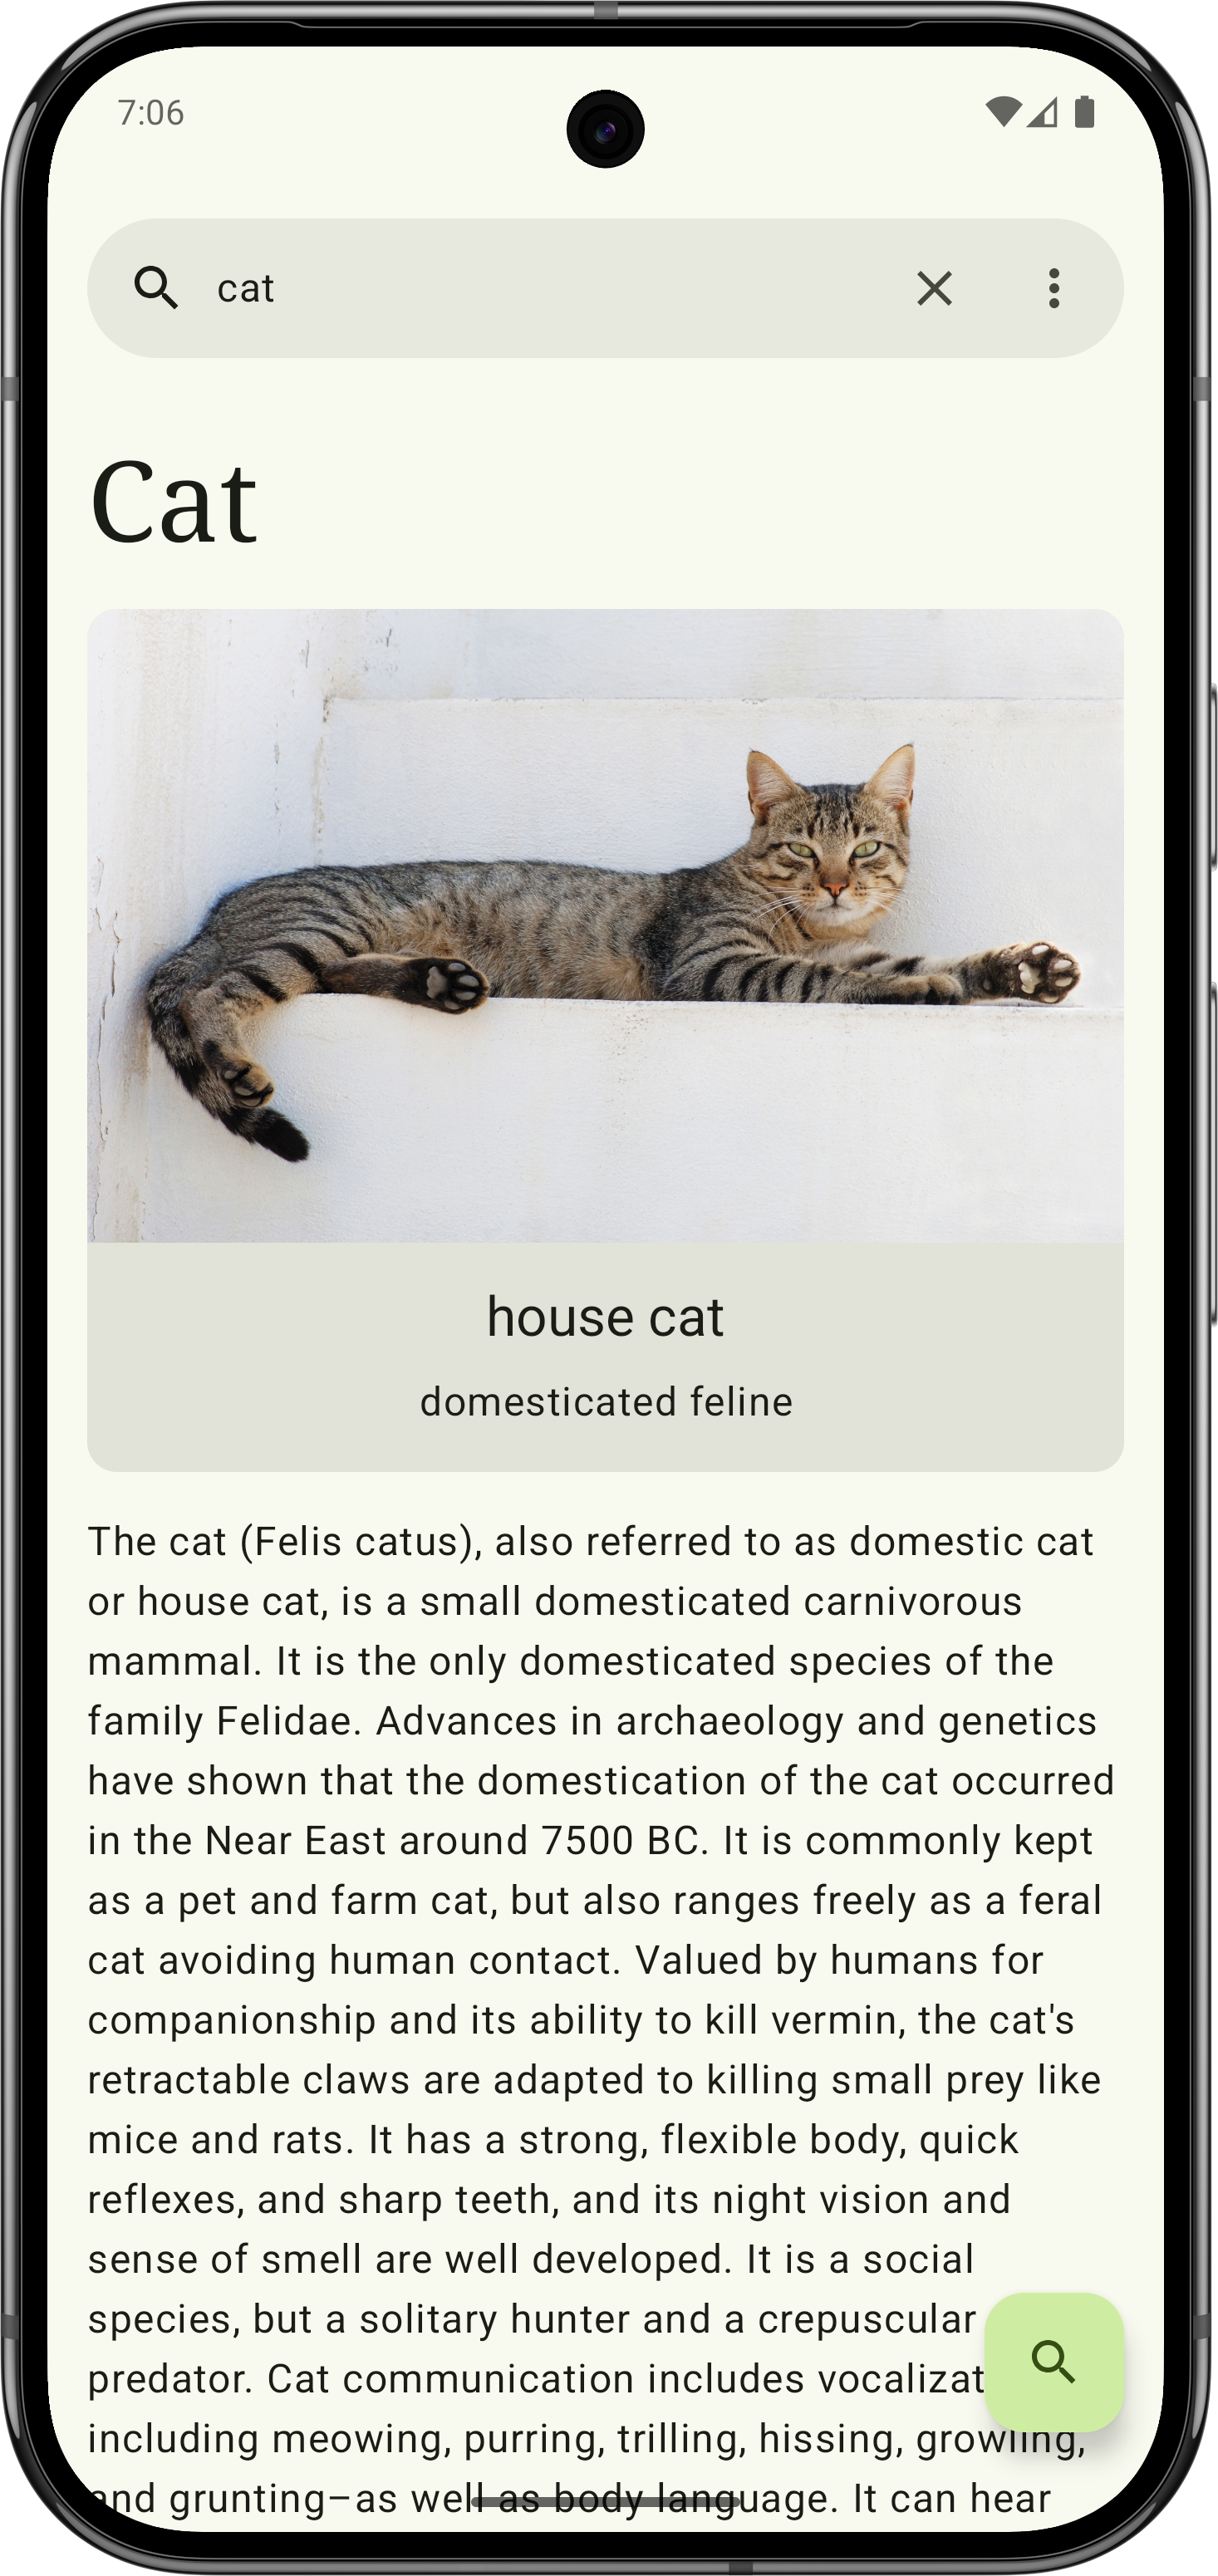 7:06
cat
Cat
house cat
domesticated feline
The cat (Felis catus), also referred to as domestic cat
or house cat, is a small domesticated carnivorous
mammal. It is the only domesticated species of the
family Felidae. Advances in archaeology and genetics
have shown that the domestication of the cat occurred
in the Near East around 7500 BC. It is commonly kept
as a pet and farm cat, but also ranges freely as a feral
cat avoiding human contact. Valued by humans for
companionship and its ability to kill vermin, the cat's
retractable claws are adapted to killing small prey like
mice and rats. It has a strong, flexible body, quick
reflexes, and sharp teeth, and its night vision and
sense of smell are well developed. It is a social
species, but a solitary hunter and a crepuscular
predator. Cat communication includes vocalizat
including meowing, purring, trilling, hissing, growling,
and grunting–as well as body language. It can hear